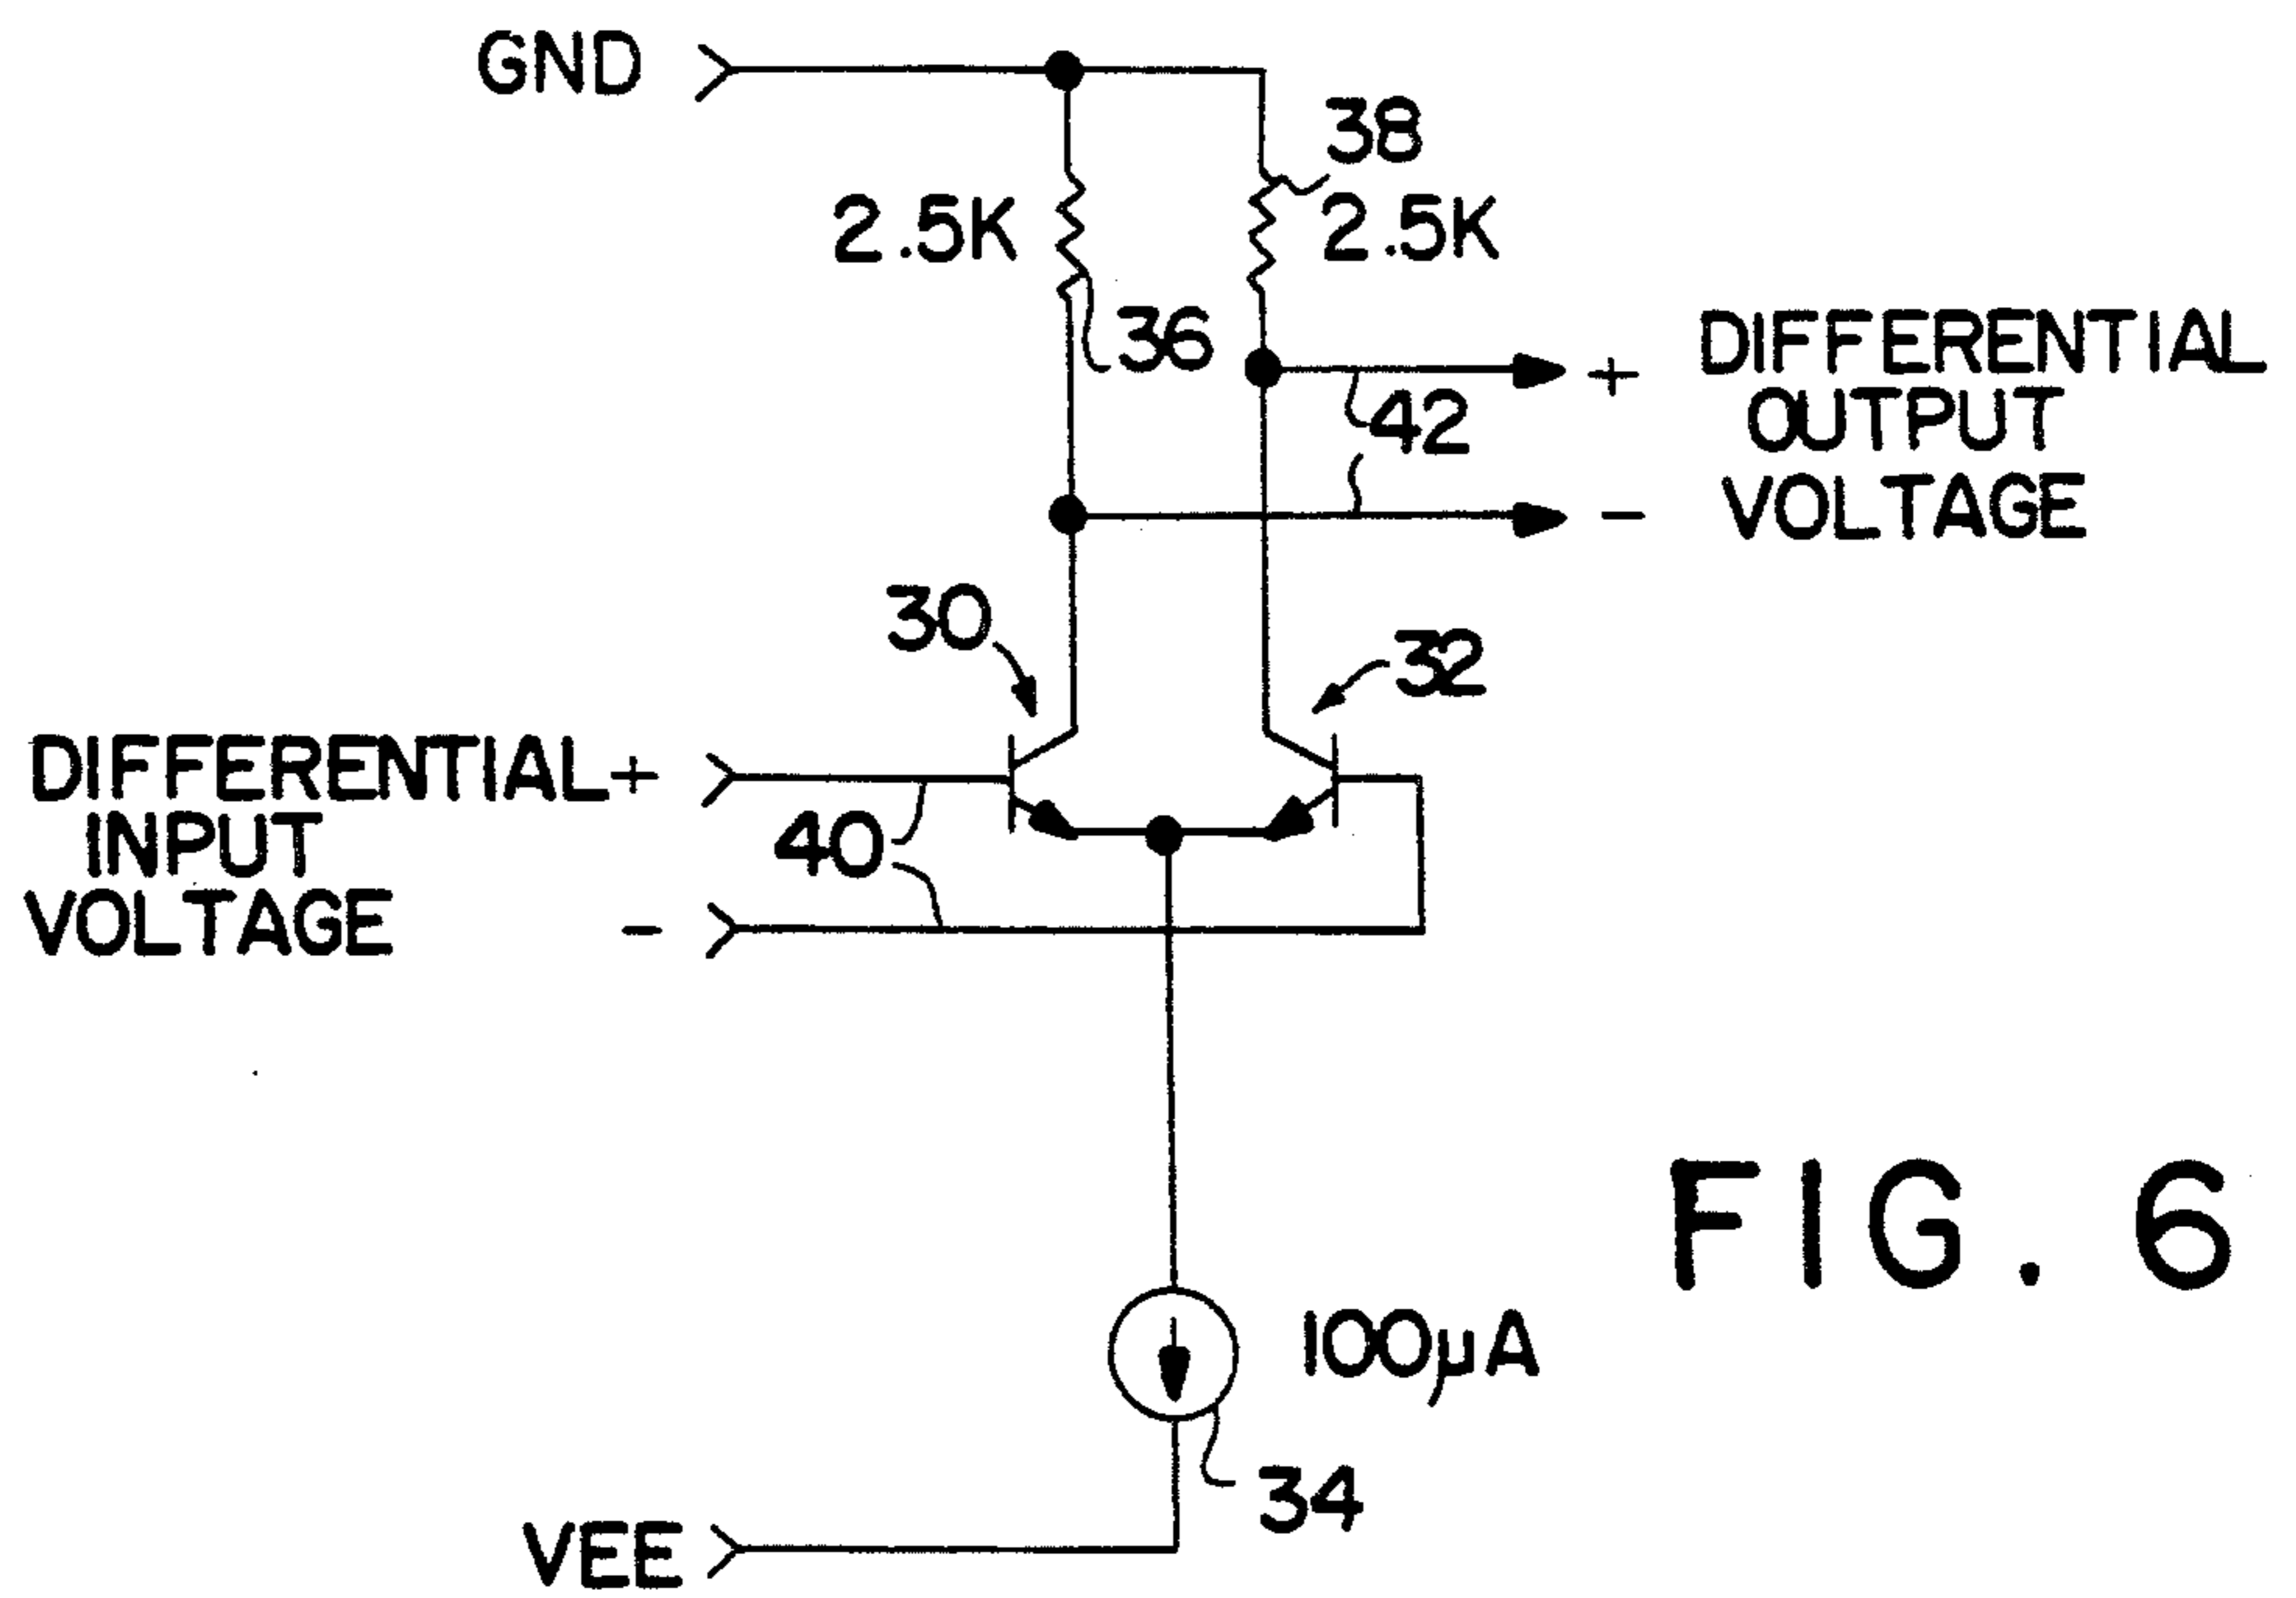 GND
38
2.5K
2.5K
36
DIFFERENTIAL
+
OUTPUT
42
VOLTAGE
-
30
32
DIFFERENTIAL+
INPUT
40
VOLTAGE
-
FIG. 6
100µA
34
VEE